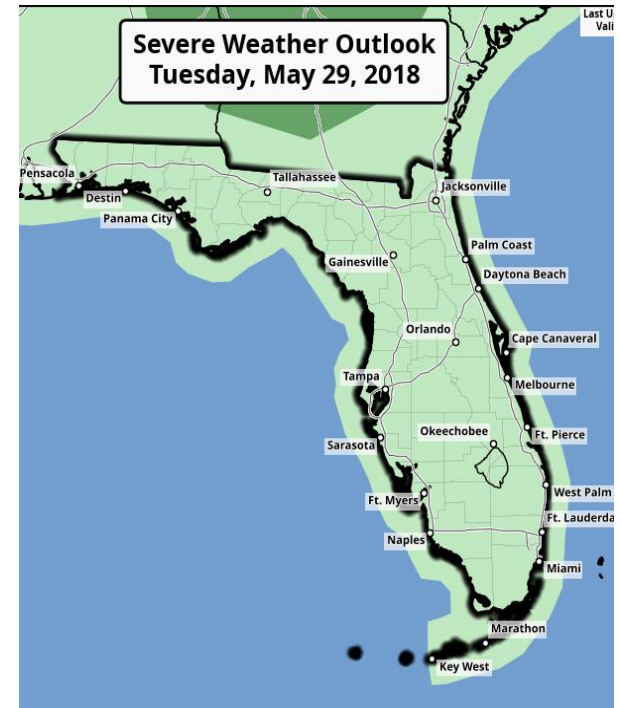 Last U
Vali
Severe Weather Outlook
Tuesday, May 29, 2018
Pensacola
Tallahassee
Destin
Jacksonville
Panama City
Palm Coast
Gainesville
Daytona Beach
Orlando
Cape Canaveral
Tampa
Melbourne
Okeechobee
Ft. Pierce
Sarasota
West Palm
Ft. Myers
Ft. Lauderda
Naples
Miami
Marathon
Key West